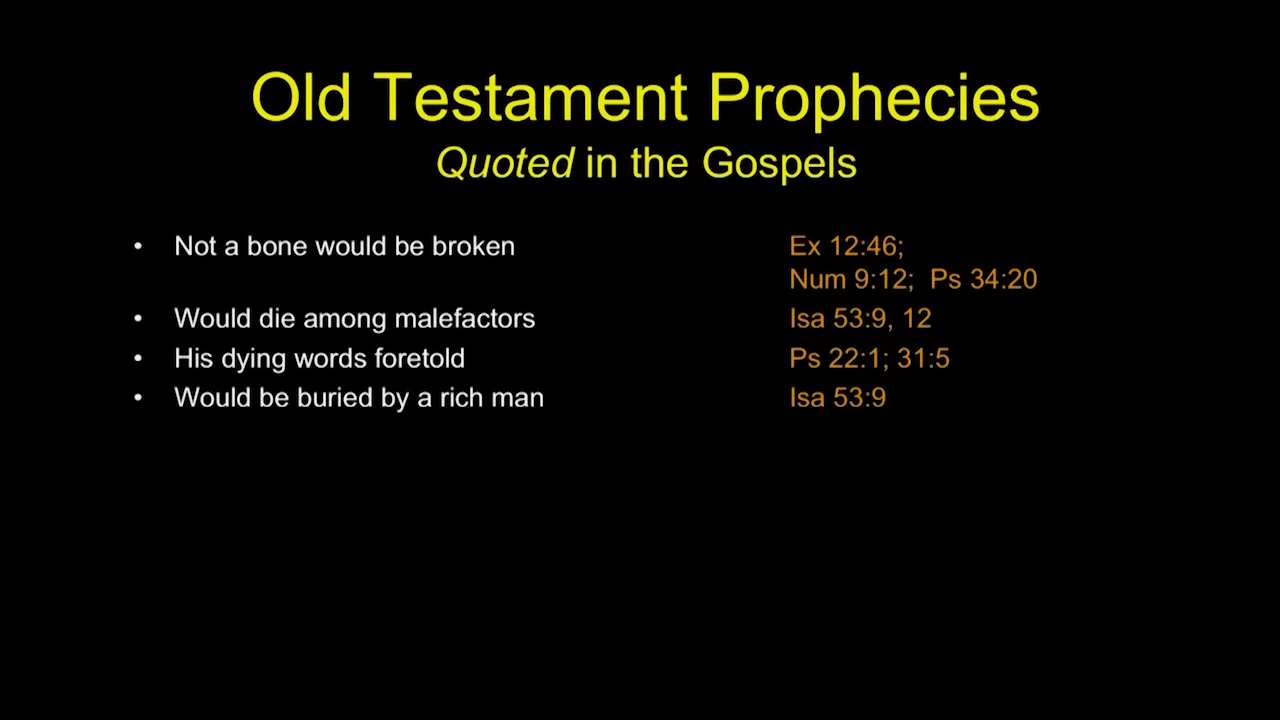 Old Testament Prophecies
Quoted in the Gospels
• Not a bone would be broken Ex 12:46;
Num 9:12;  Ps 34:20
• Would die among malefactors Isa 53:9, 12
• His dying words foretold Ps 22:1; 31:5
• Would be buried by a rich man Isa 53:9